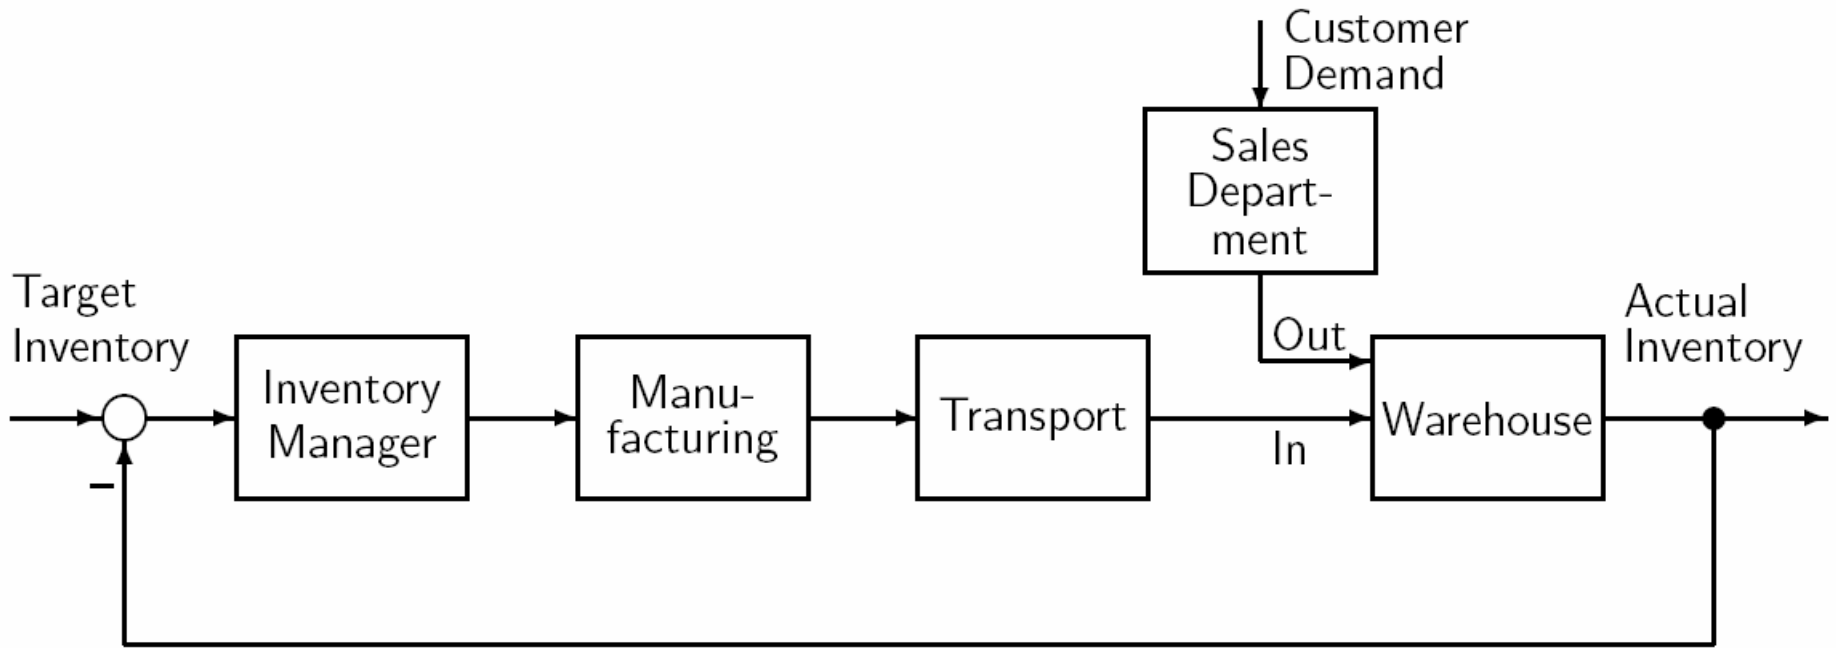 Customer
Demand
Sales
Depart-
ment
Target
Inventory
Out
Actual
Inventory
Inventory
Manager
Manu-
facturing
Transport
Warehouse
In
–